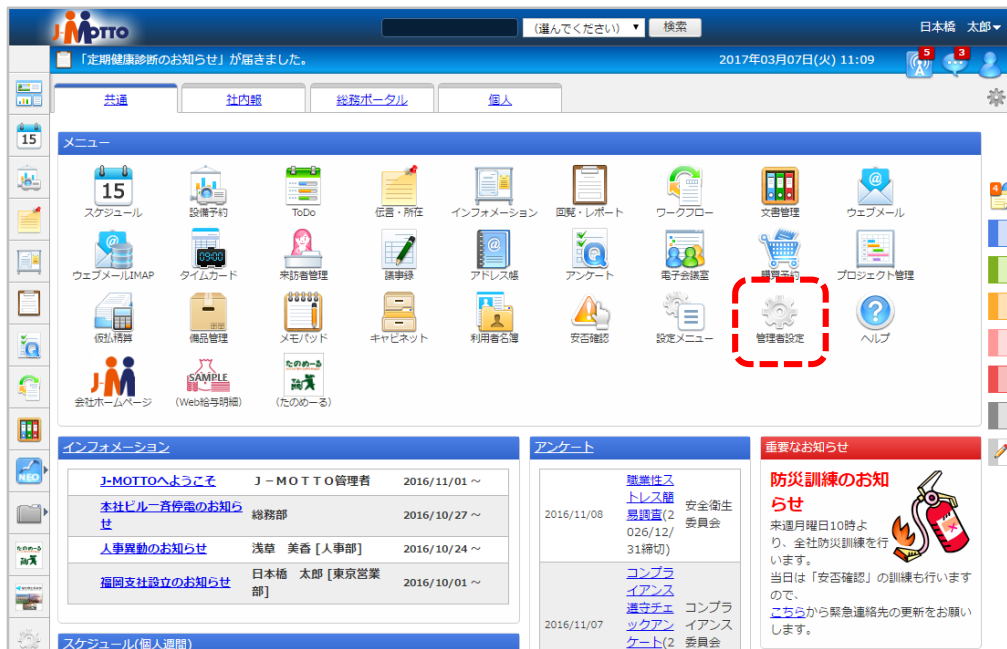 J-MOTTO
(選んでください)
検索
日本橋 太郎▼
「定期健康診断のお知らせ」が届きました。
2017年03月07日(火) 11:09
5
3
共通
社内報
総務ポータル
個人
15
メニュー
15
スケジュール
設備予約
ToDo
伝言・所在
インフォメーション
回覧・レポート
ワークフロー
文書管理
ウェブメール
ウェブメールIMAP
09:00
タイムカード
来訪者管理
議事録
アドレス帳
アンケート
電子会議室
購買予約
プロジェクト管理
仮払精算
備品管理
メモパッド
キャビネット
利用者名簿
安否確認
設定メニュー
管理者設定
ヘルプ
J-M
会社ホームページ
SAMPLE
(Web給与明細)
たのめーる
(たのめーる)
NEO
たのめーる
インフォメーション
J-MOTTOへようこそ
J-MOTTO管理者
2016/11/01 ～
本社ビル一斉停電のお知ら
せ
総務部
2016/10/27 ～
人事異動のお知らせ
浅草 美香 [人事部]
2016/10/24 ～
福岡支社設立のお知らせ
日本橋 太郎 [東京営業
部]
2016/10/01 ～
スケジュール(個人週間)
アンケート
2016/11/08
職業性ス
トレス簡
易調査(2
026/12/
31締切)
安全衛生
委員会
2016/11/07
コンプラ
イアンス
遵守チェ
ックアン
ケート(2
コンプラ
イアンス
委員会
重要なお知らせ
防災訓練のお知
らせ
来週月曜日10時よ
り、全社防災訓練を行
います。
当日は「安否確認」の訓練も行います
ので、
こちらから緊急連絡先の更新をお願い
します。